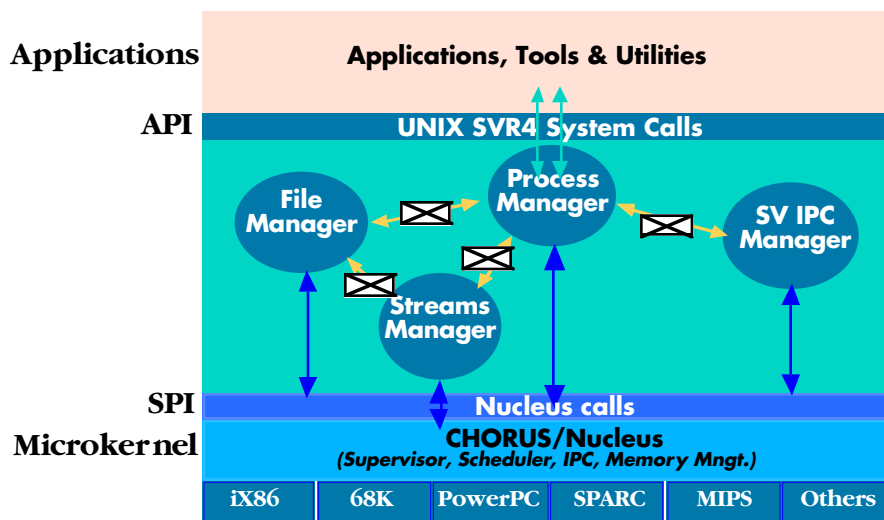 Applications
Applications, Tools & Utilities
API
UNIX SVR4 System Calls
File
Manager
Process
Manager
SV IPC
Manager
Streams
Manager
SPI
Nucleus calls
Microkernel
CHORUS/Nucleus
(Supervisor, Scheduler, IPC, Memory Mngt.)
iX86
68K
PowerPC
SPARC
MIPS
Others